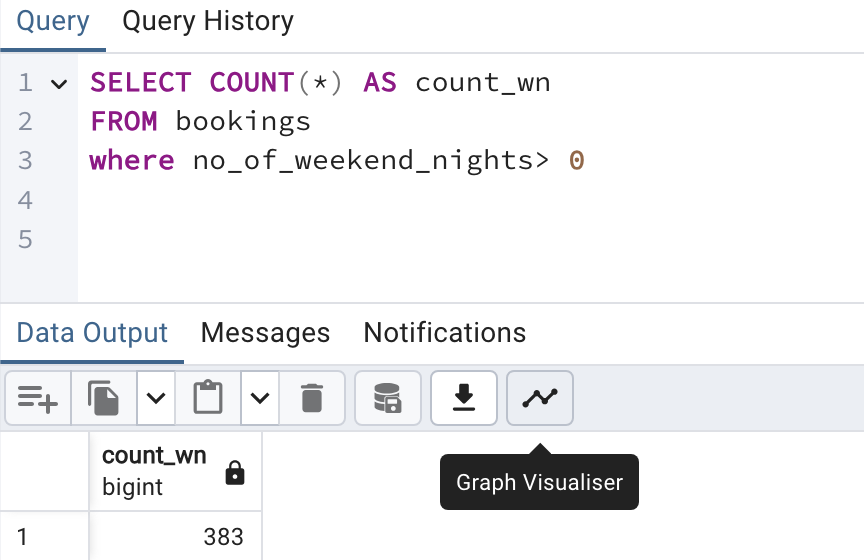 Query Query History
1 SELECT COUNT(*) AS count_wn
2 FROM bookings
3 where no_of_weekend_nights> 0
4
5
Data Output Messages Notifications
count_wn
bigint
Graph Visualiser
1 383